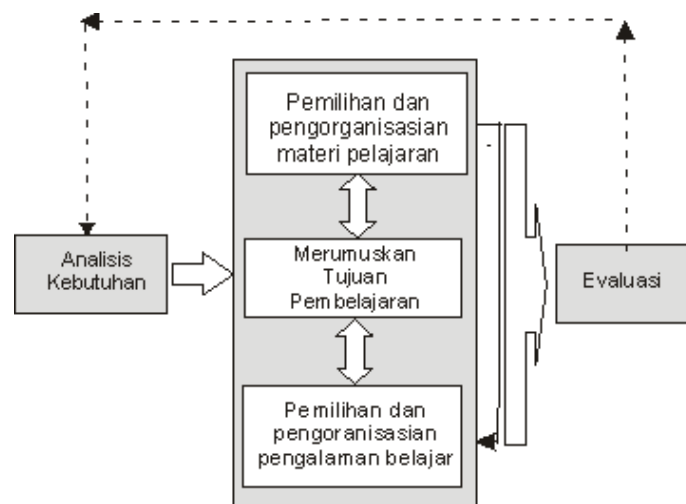 Pemilihan dan
pengorganisasian
materi pelajaran
Analisis
Kebutuhan
Merumuskan
Tujuan
Pembelajaran
Evaluasi
Pemilihan dan
pengoranisasian
pengalaman belajar